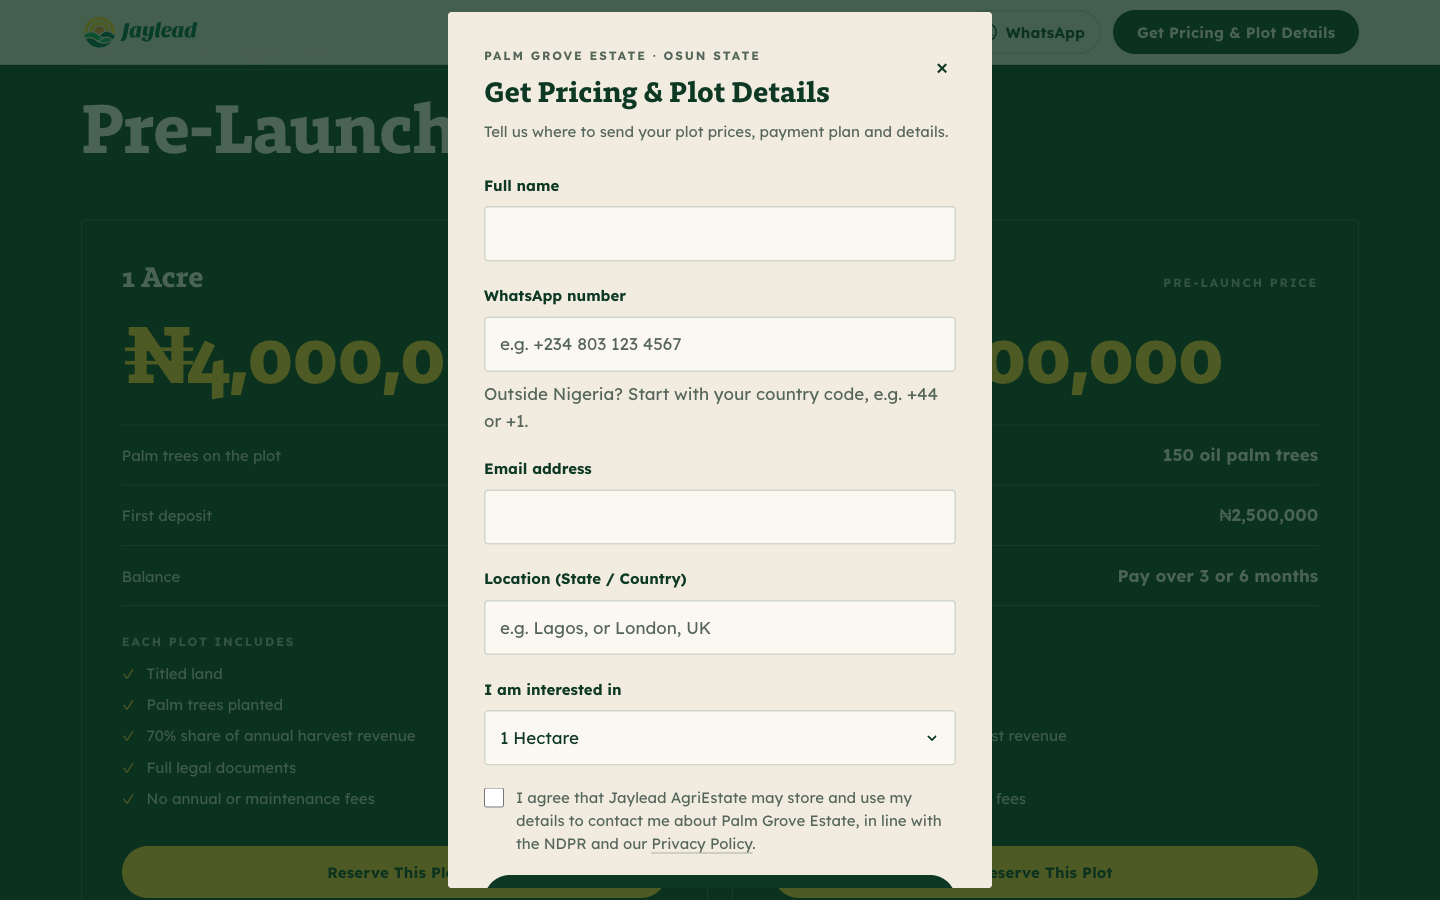 Jaylead
WhatsApp
Get Pricing & Plot Details
Pre-Launch
1 Acre
PRE-LAUNCH PRICE
₦4,000,0
00,000
Palm trees on the plot
150 oil palm trees
First deposit
₦2,500,000
Balance
Pay over 3 or 6 months
EACH PLOT INCLUDES
✓ Titled land
✓ Palm trees planted
✓ 70% share of annual harvest revenue
st revenue
✓ Full legal documents
✓ No annual or maintenance fees
fees
Reserve This Pl
eserve This Plot
PALM GROVE ESTATE · OSUN STATE
×
Get Pricing & Plot Details
Tell us where to send your plot prices, payment plan and details.
Full name
WhatsApp number
e.g. +234 803 123 4567
Outside Nigeria? Start with your country code, e.g. +44
or +1.
Email address
Location (State / Country)
e.g. Lagos, or London, UK
I am interested in
1 Hectare
I agree that Jaylead AgriEstate may store and use my
details to contact me about Palm Grove Estate, in line with
the NDPR and our Privacy Policy.